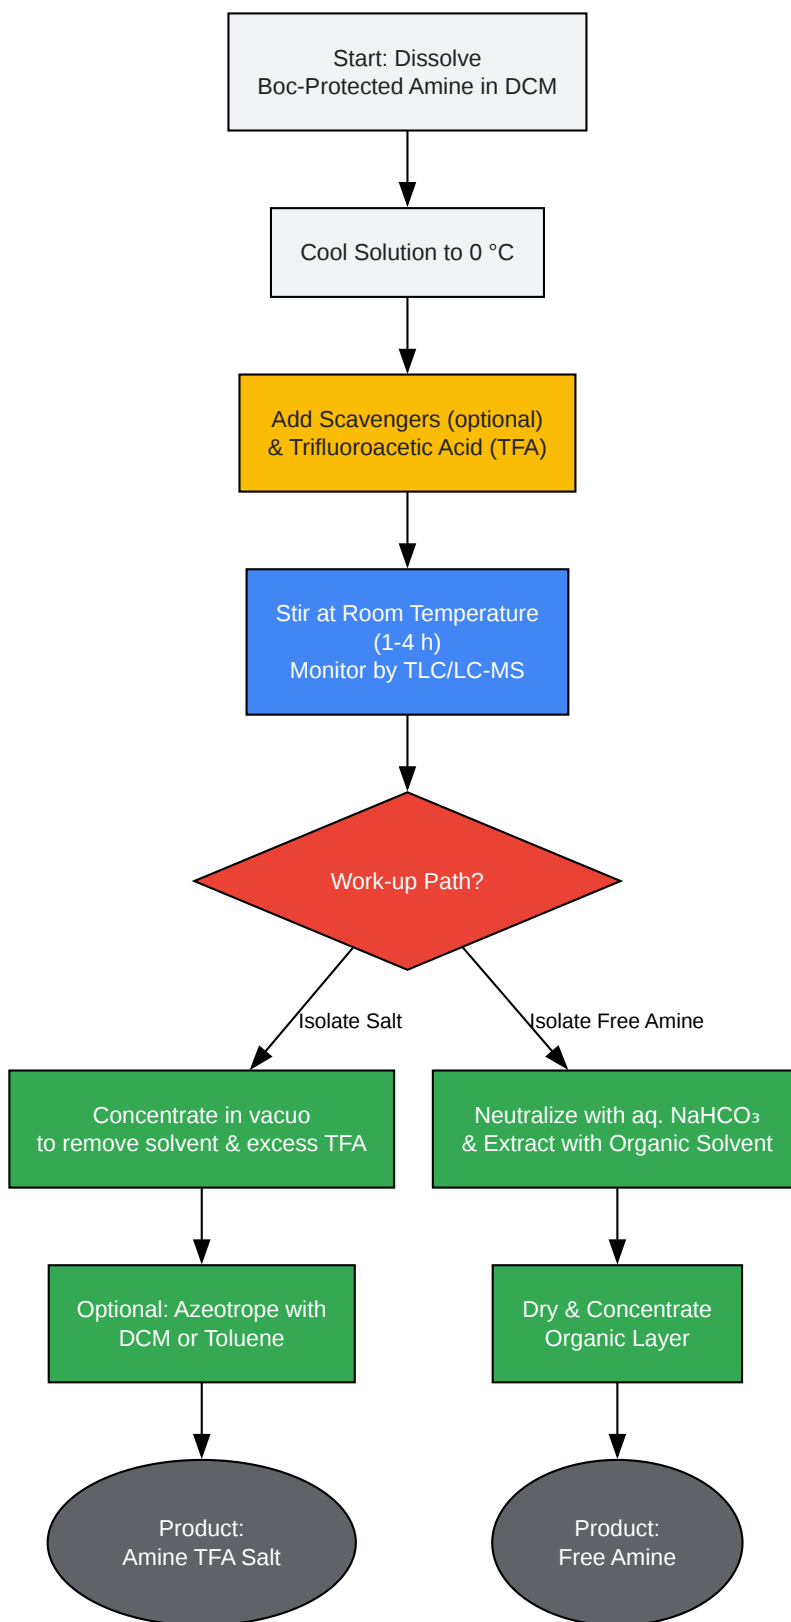 Start: Dissolve
Boc-Protected Amine in DCM
Cool Solution to 0 °C
Add Scavengers (optional)
& Trifluoroacetic Acid (TFA)
Stir at Room Temperature
(1-4 h)
Monitor by TLC/LC-MS
Work-up Path?
Isolate Salt
Isolate Free Amine
Concentrate in vacuo
to remove solvent & excess TFA
Neutralize with aq. NaHCO₃
& Extract with Organic Solvent
Optional: Azeotrope with
DCM or Toluene
Dry & Concentrate
Organic Layer
Product:
Amine TFA Salt
Product:
Free Amine